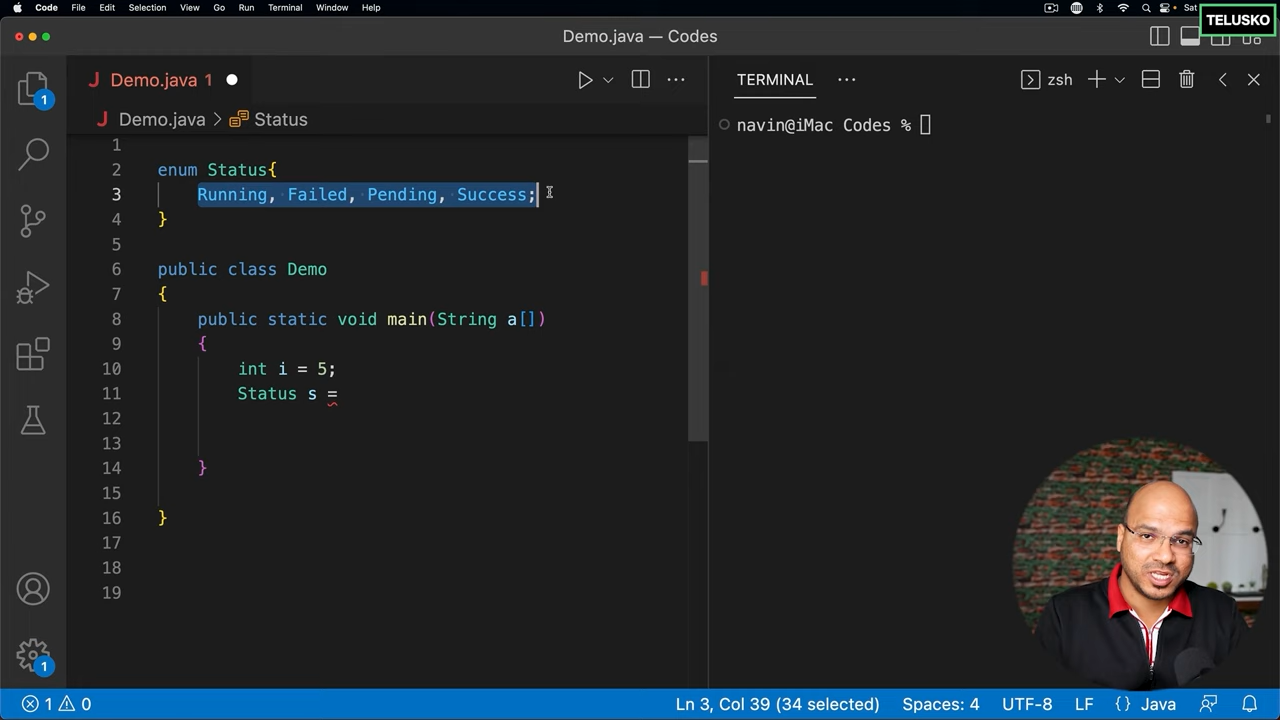 Code File Edit Selection View Go Run Terminal Window Help Sat
TELUSKO
Demo.java — Codes
J Demo.java 1
TERMINAL
zsh
J Demo.java > Status
navin@iMac Codes %
1
2 enum Status{
3 Running, Failed, Pending, Success;
4 }
5
6 public class Demo
7 {
8 public static void main(String a[])
9 {
10 int i = 5;
11 Status s =
12
13
14 }
15
16 }
17
18
19
1
1
1 0 Ln 3, Col 39 (34 selected) Spaces: 4 UTF-8 LF {} Java